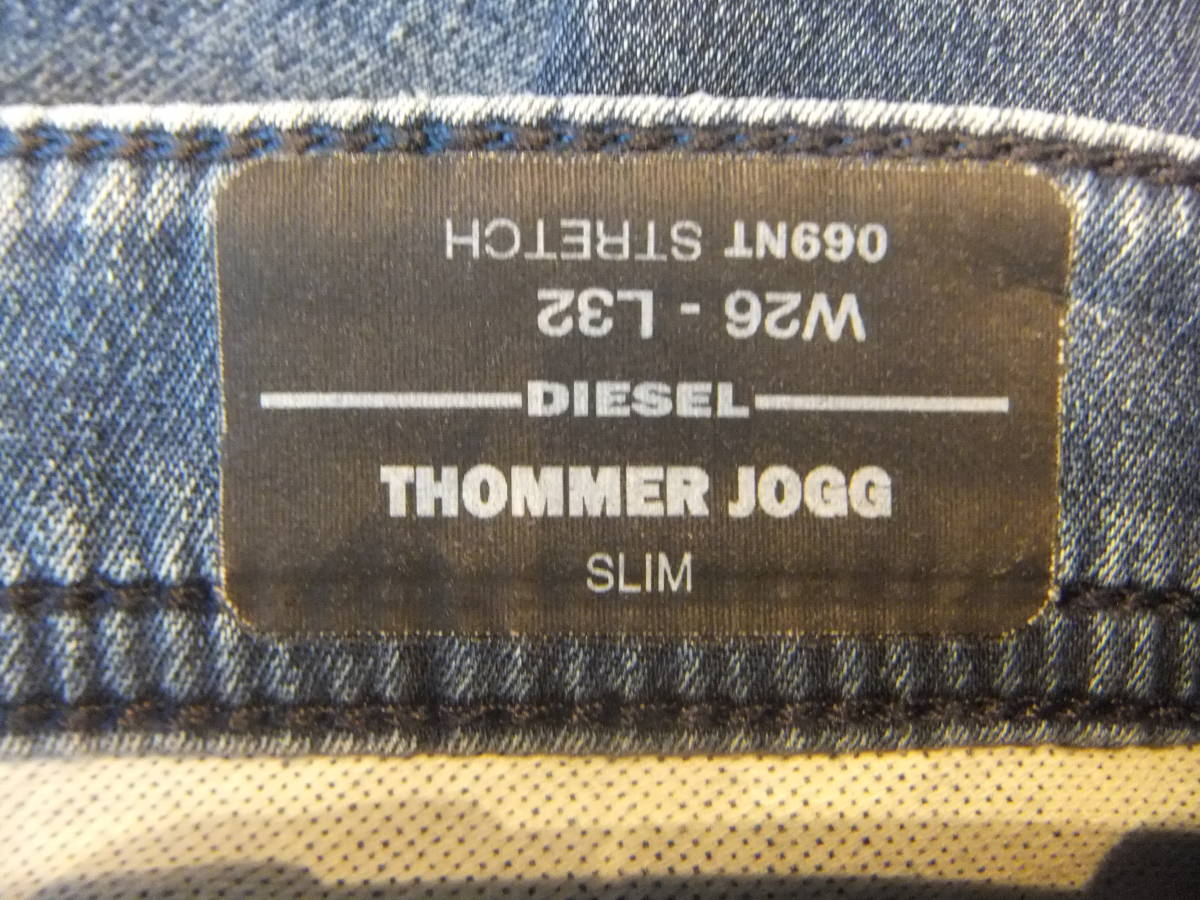 069NT STRETCH
W26 - L32
DIESEL
THOMMER JOGG
SLIM